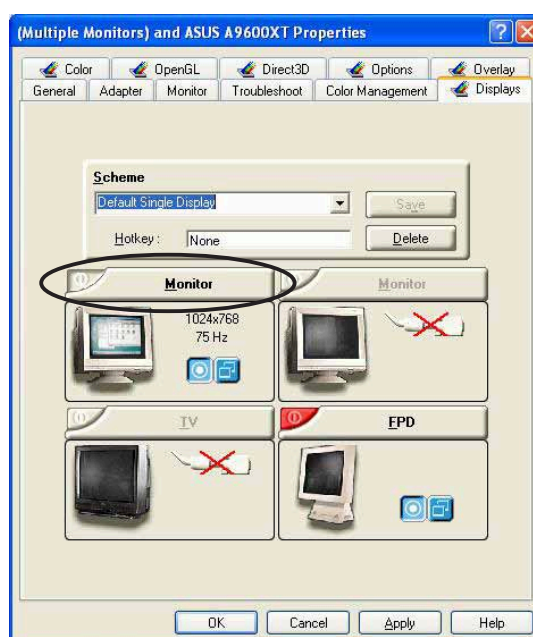 (Multiple Monitors) and ASUS A9600XT Properties
Color OpenGL Direct3D Options Overlay
General Adapter Monitor Troubleshoot Color Management Displays
Scheme
Default Single Display Save
Hotkey: None Delete
Monitor Monitor
1024x768
75 Hz
TV FPD
OK Cancel Apply Help